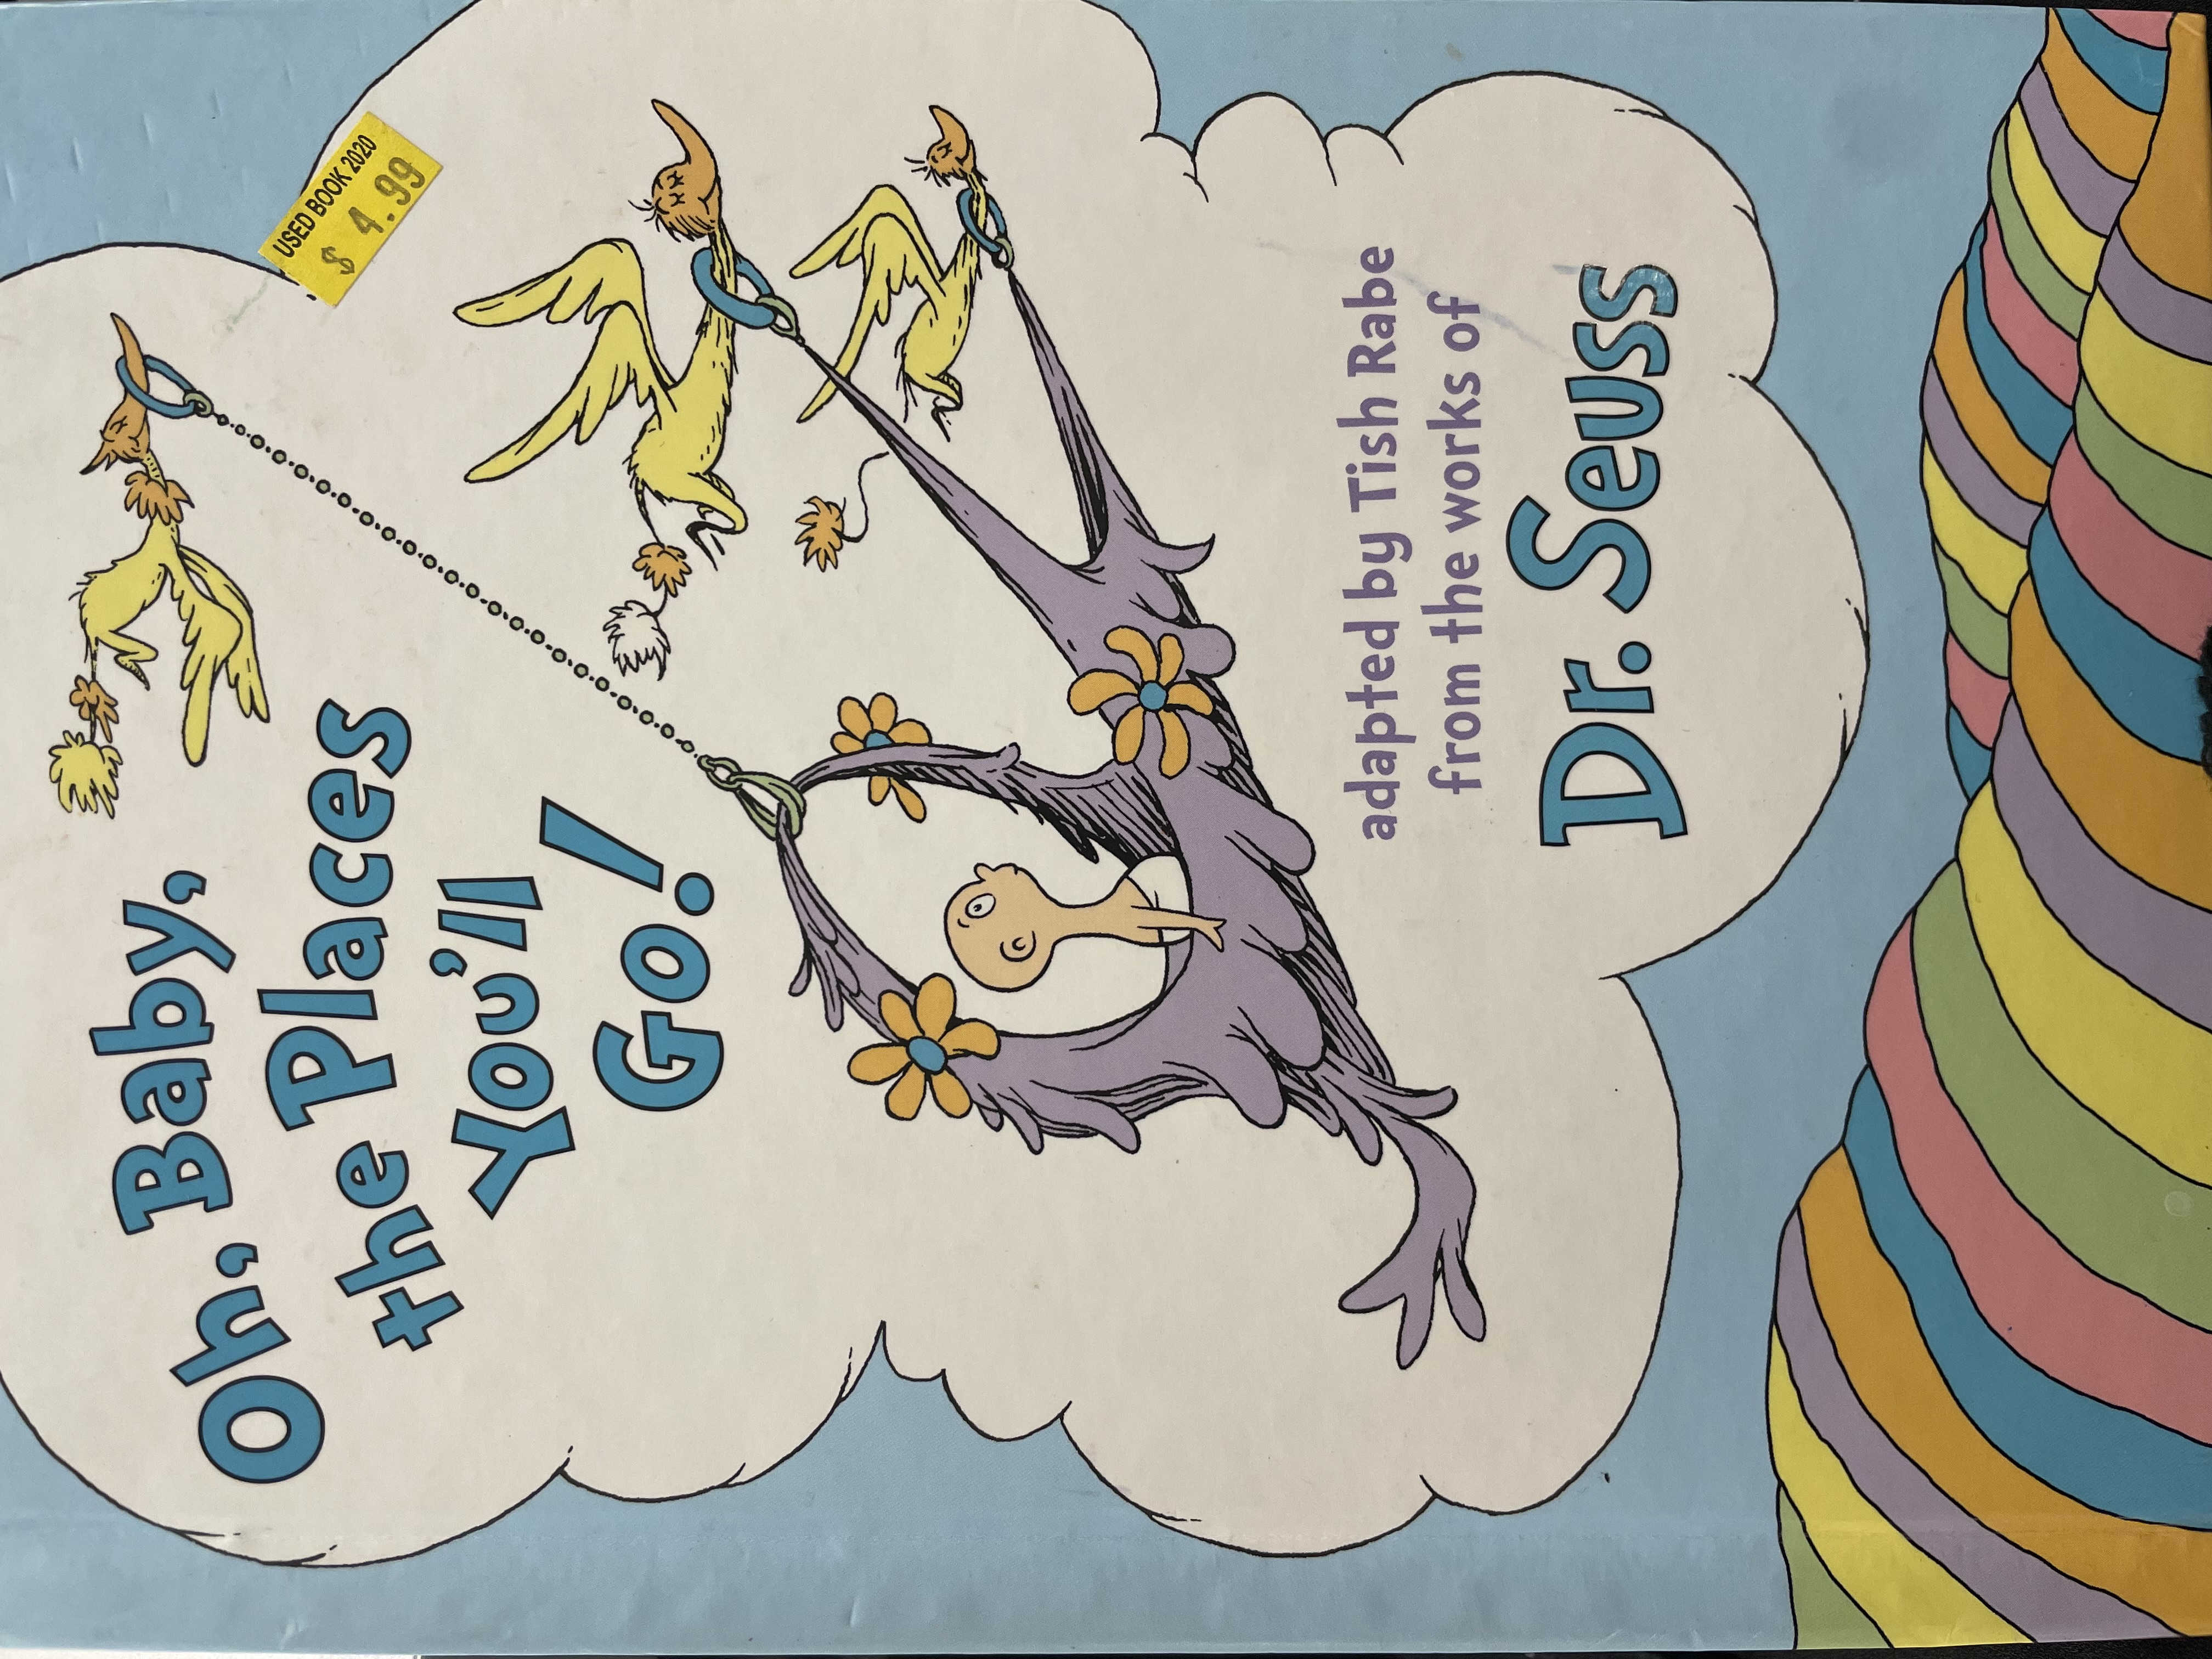 Oh, Baby,
the Places
You'll
Go!
USED BOOK 2020
$ 4.99
adapted by Tish Rabe
from the works of
Dr. Seuss